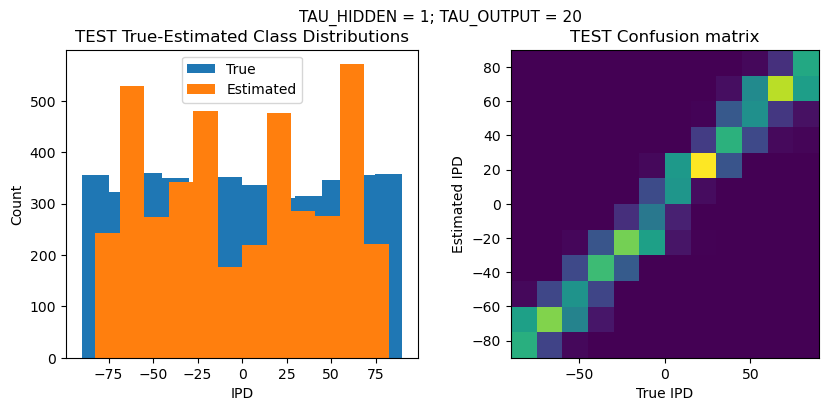 TAU_HIDDEN = 1; TAU_OUTPUT = 20
TEST True-Estimated Class Distributions
True
Estimated
500
400
300
200
100
0
Count
−75
−50
−25
0
25
50
75
IPD
TEST Confusion matrix
80
60
40
20
0
−20
−40
−60
−80
Estimated IPD
−50
0
50
True IPD